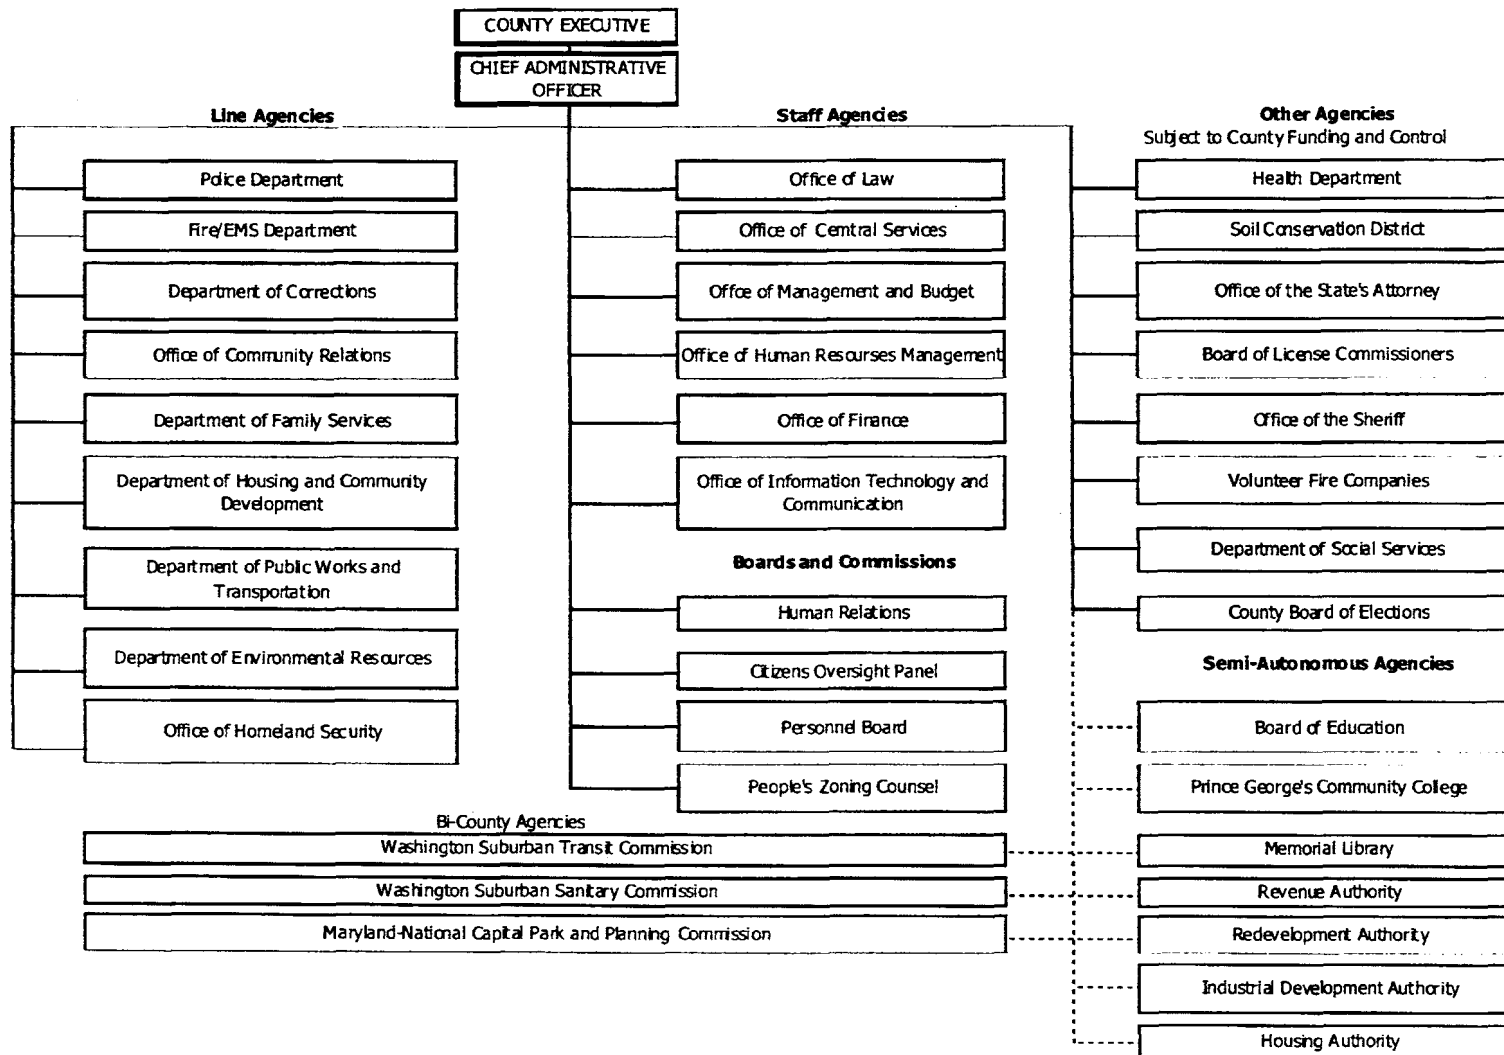 COUNTY EXECUTIVE
CHIEF ADMINISTRATIVE
OFFICER
Line Agencies
Police Department
Fire/EMS Department
Department of Corrections
Office of Community Relations
Department of Family Services
Department of Housing and Community
Development
Department of Public Works and
Transportation
Department of Environmental Resources
Office of Homeland Security
Staff Agencies
Office of Law
Office of Central Services
Offce of Management and Budget
Office of Human Recourses Management
Office of Finance
Office of Information Technology and
Communication
Boards and Commissions
Human Relations
Citizens Oversight Panel
Personnel Board
People's Zoning Counsel
Other Agencies
Subject to County Funding and Control
Health Department
Soil Conservation District
Office of the State's Attorney
Board of License Commissioners
Office of the Sheriff
Volunteer Fire Companies
Department of Social Services
County Board of Elections
Semi-Autonomous Agencies
Board of Education
Prince George's Community College
Memorial Library
Revenue Authority
Redevelopment Authority
Industrial Development Authority
Housing Authority
Bi-County Agencies
Washington Suburban Transit Commission
Washington Suburban Sanitary Commission
Maryland-National Capital Park and Planning Commission